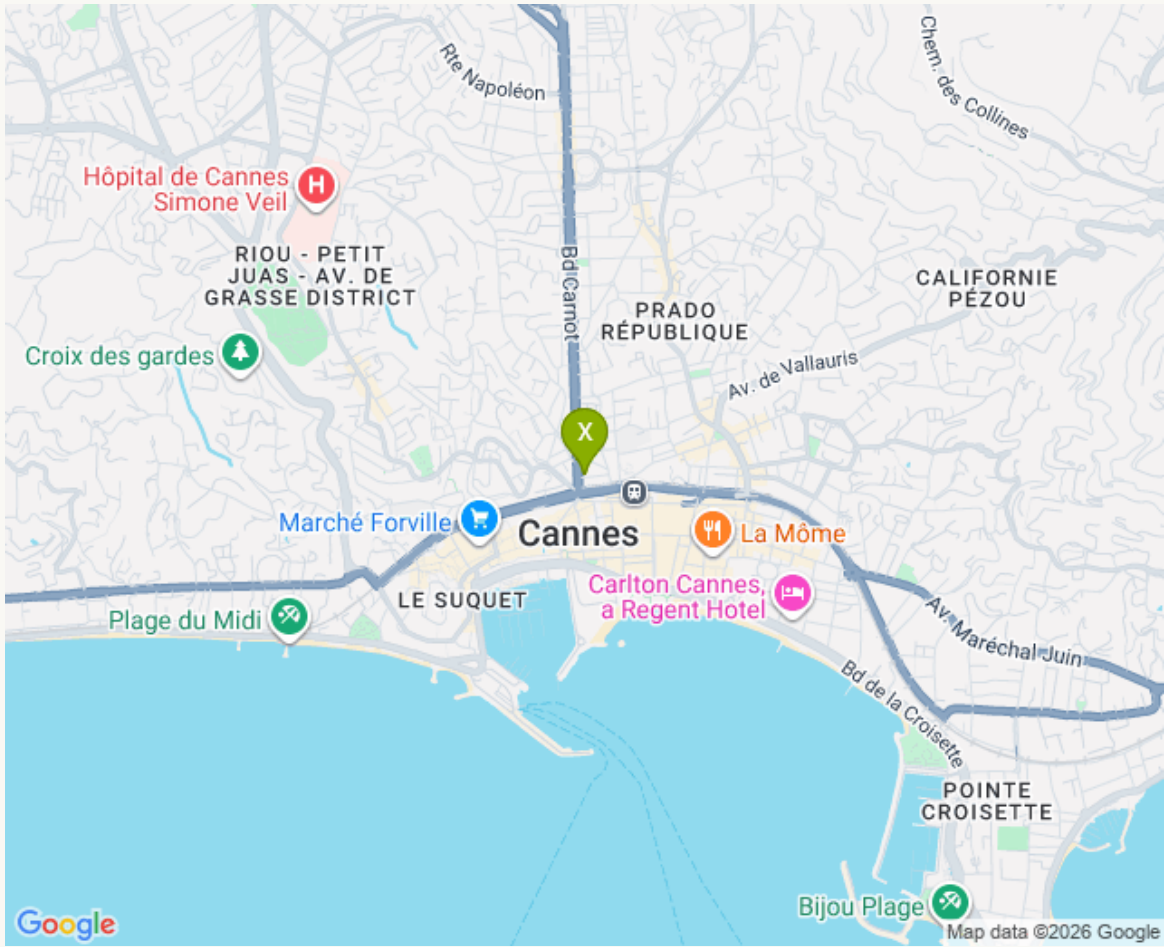 Rte Napoléon
Chem. des Collines
Hôpital de Cannes
Simone Veil
H
RIOU - PETIT
JUAS - AV. DE
GRASSE DISTRICT
Bd Carnot
CALIFORNIE
PÉZOU
PRADO
RÉPUBLIQUE
Croix des gardes
Av. de Vallauris
X
Marché Forville
Cannes
La Môme
Carlton Cannes,
a Regent Hotel
LE SUQUET
Plage du Midi
Av. Maréchal Juin
Bd de la Croisette
POINTE
CROISETTE
Bijou Plage
Google
Map data ©2026 Google